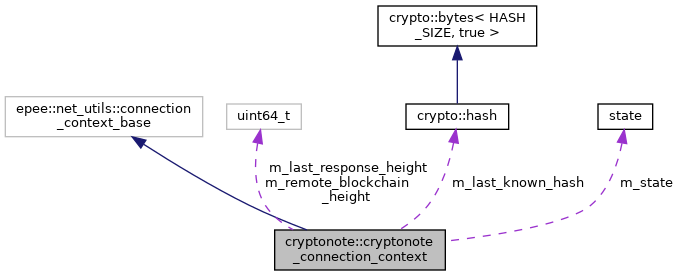 crypto::bytes< HASH
_SIZE, true >
epee::net_utils::connection
_context_base
uint64_t
crypto::hash
state
m_last_response_height
m_remote_blockchain
_height
m_last_known_hash
m_state
cryptonote::cryptonote
_connection_context